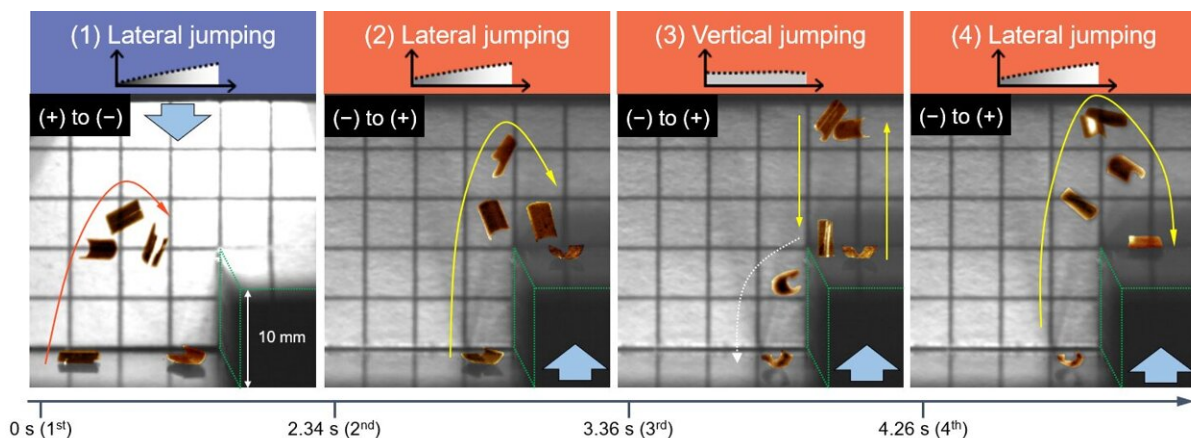 (1) Lateral jumping
(+) to (−)
10 mm
(2) Lateral jumping
(−) to (+)
(3) Vertical jumping
(−) to (+)
(4) Lateral jumping
(−) to (+)
0 s (1st)
2.34 s (2nd)
3.36 s (3rd)
4.26 s (4th)